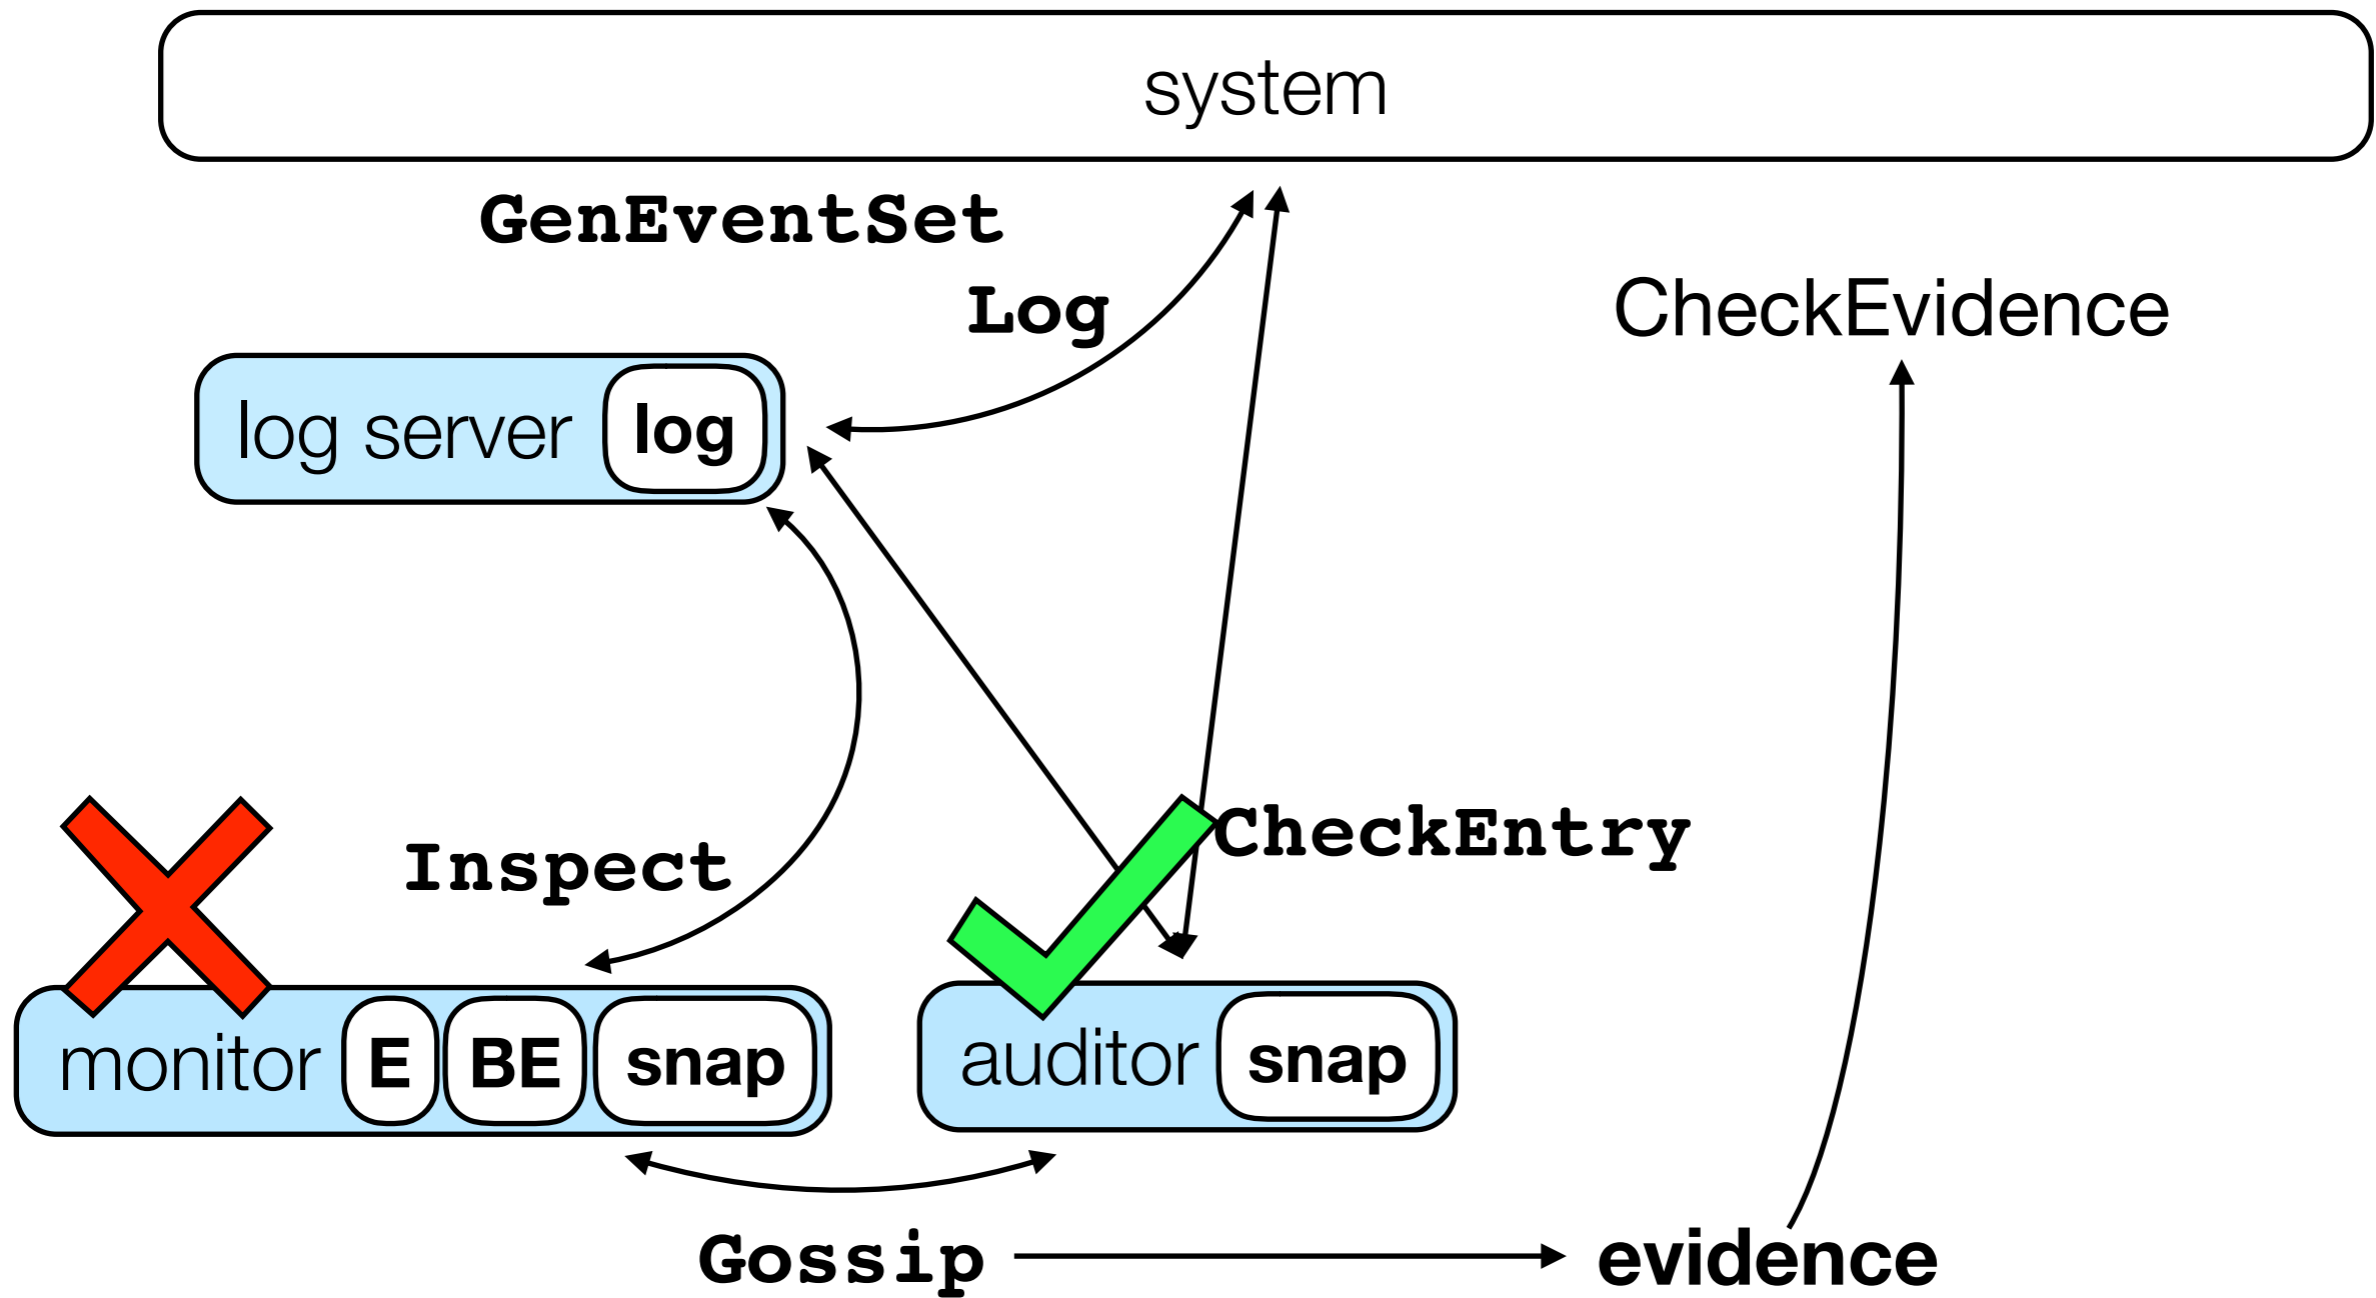 system
GenEventSet
Log
CheckEvidence
log server log
CheckEntry
Inspect
monitor E BE snap
auditor snap
Gossip
evidence